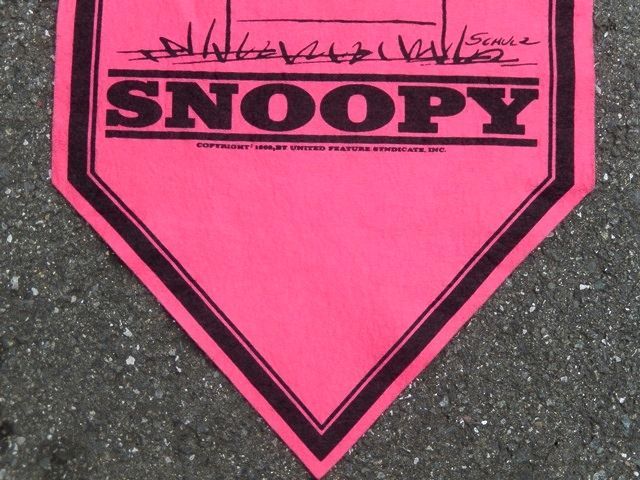 SCHULZ
SNOOPY
COPYRIGHT BY UNITED FEATURE SYNDICATE, INC.